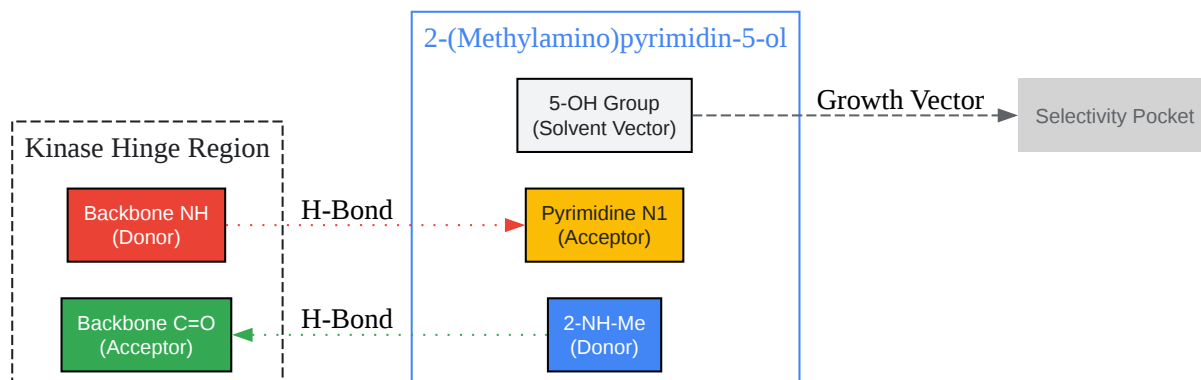 2-(Methylamino)pyrimidin-5-ol
5-OH Group
(Solvent Vector)
Growth Vector
Selectivity Pocket
Kinase Hinge Region
Backbone NH
(Donor)
H-Bond
Pyrimidine N1
(Acceptor)
Backbone C=O
(Acceptor)
H-Bond
2-NH-Me
(Donor)